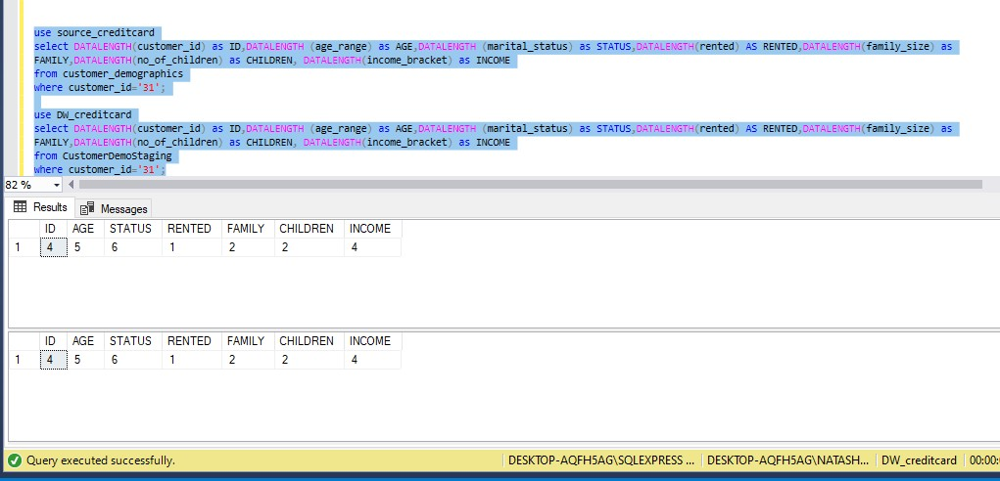 use source_creditcard
select DATALENGTH(customer_id) as ID,DATALENGTH (age_range) as AGE,DATALENGTH (marital_status) as STATUS,DATALENGTH(rented) AS RENTED,DATALENGTH(family_size) as
FAMILY,DATALENGTH(no_of_children) as CHILDREN, DATALENGTH(income_bracket) as INCOME
from customer_demographics
where customer_id='31';
use DW_creditcard
select DATALENGTH(customer_id) as ID,DATALENGTH (age_range) as AGE,DATALENGTH (marital_status) as STATUS,DATALENGTH(rented) AS RENTED,DATALENGTH(family_size) as
FAMILY,DATALENGTH(no_of_children) as CHILDREN, DATALENGTH(income_bracket) as INCOME
from CustomerDemoStaging
where customer_id='31';
82 %
Results Messages
ID AGE STATUS RENTED FAMILY CHILDREN INCOME
1 4 5 6 1 2 2 4
ID AGE STATUS RENTED FAMILY CHILDREN INCOME
1 4 5 6 1 2 2 4
Query executed successfully. DESKTOP-AQFH5AG\SQLEXPRESS ... DESKTOP-AQFH5AG\NATASH... DW_creditcard 00:00: